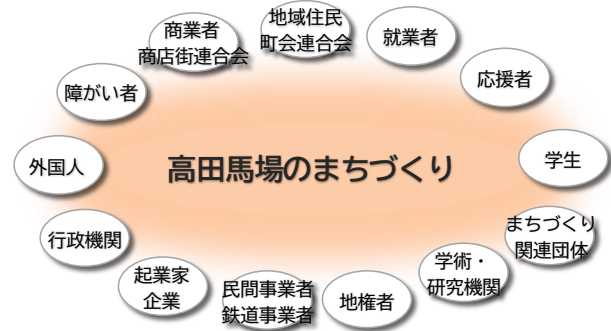 地域住民
町会連合会
就業者
応援者
学生
まちづくり
関連団体
学術・
研究機関
地権者
民間事業者
鉄道事業者
起業家
企業
行政機関
外国人
障がい者
商業者
商店街連合会
高田馬場のまちづくり